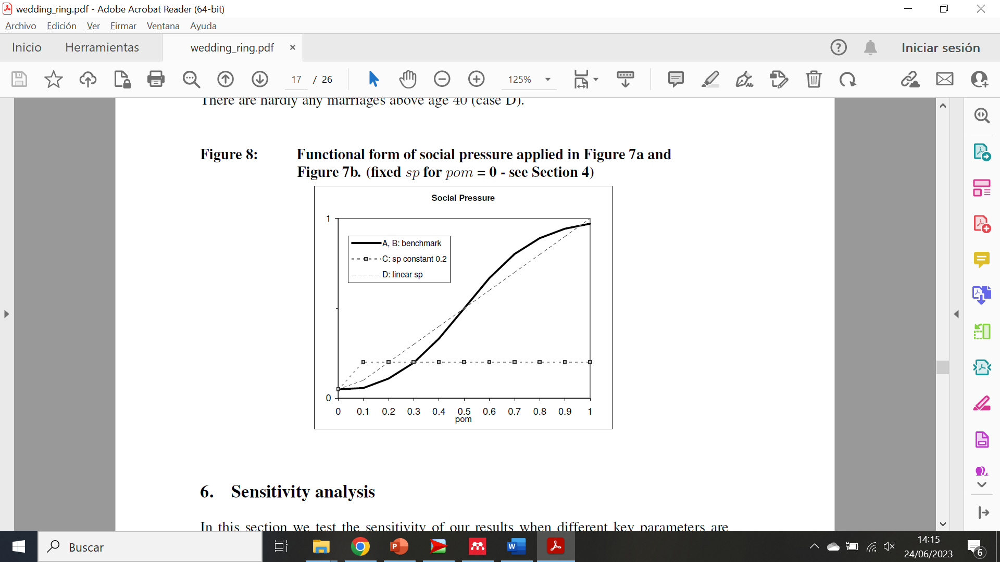 wedding_ring.pdf - Adobe Acrobat Reader (64-bit)
Archivo Edición Ver Firmar Ventana Ayuda
Inicio Herramientas wedding_ring.pdf × Iniciar sesión
17 / 26 125%
There are hardly any marriages above age 40 (case D).
Figure 8: Functional form of social pressure applied in Figure 7a and
Figure 7b. (fixed sp for pom = 0 - see Section 4)
Social Pressure
1
A, B: benchmark
C: sp constant 0.2
D: linear sp
0
0 0.1 0.2 0.3 0.4 0.5 0.6 0.7 0.8 0.9 1
pom
6. Sensitivity analysis
In this section we test the sensitivity of our results when different key parameters are
Buscar
14:15
24/06/2023
6